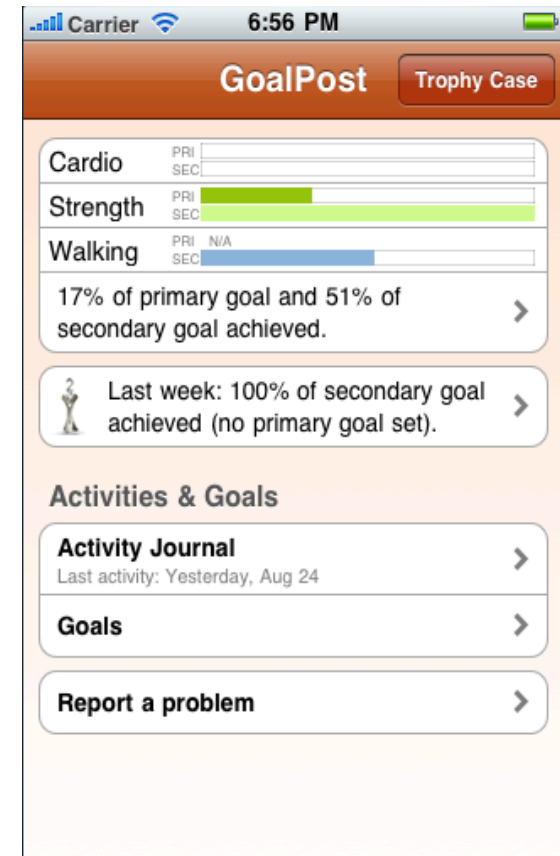 Carrier 6:56 PM
GoalPost Trophy Case
Cardio PRI
SEC
Strength PRI
SEC
Walking PRI N/A
SEC
17% of primary goal and 51% of
secondary goal achieved.
Last week: 100% of secondary goal
achieved (no primary goal set).
Activities & Goals
Activity Journal
Last activity: Yesterday, Aug 24
Goals
Report a problem